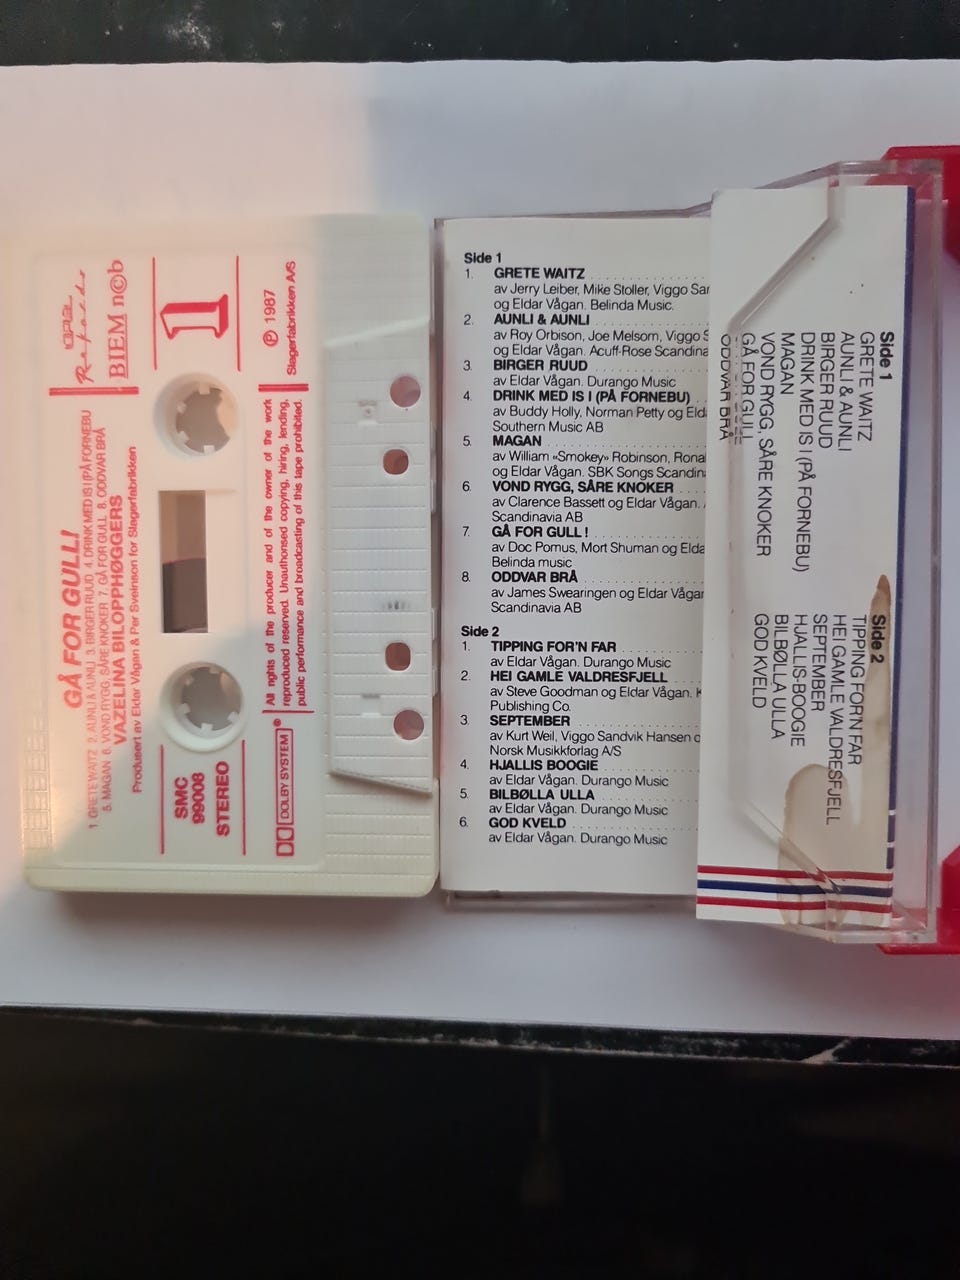 Rekords
BIEM n©b
1
℗ 1987
Slagerfabrikken A/S
GÅ FOR GULL!
1. GRETE WAITZ 2. AUNLI & AUNLI 3. BIRGER RUUD 4. DRINK MED IS I (PÅ FORNEBU
5. MAGAN 6. VOND RYGG, SÅRE KNOKER 7. GÅ FOR GULL 8. ODDVAR BRÅ
VAZELINA BILOPPHØGGERS
Produsert av Eldar Vågan & Per Sveinson for Slagerfabrikken
SMC
99008
STEREO
All rights of the producer and of the owner of the work
reproduced reserved. Unauthorised copying, hiring, lending,
public performance and broadcasting of this tape prohibited.
DOLBY SYSTEM®
Side 1
1. GRETE WAITZ
av Jerry Leiber, Mike Stoller, Viggo Sa
og Eldar Vågan. Belinda Music.
2. AUNLI & AUNLI
av Roy Orbison, Joe Melsom, Viggo S
og Eldar Vågan. Acuff-Rose Scandina
3. BIRGER RUUD
av Eldar Vågan. Durango Music
4. DRINK MED IS I (PÅ FORNEBU)
av Buddy Holly, Norman Petty og Eld
Southern Music AB
5. MAGAN
av William «Smokey» Robinson, Rona
og Eldar Vågan. SBK Songs Scandin
6. VOND RYGG, SÅRE KNOKER
av Clarence Bassett og Eldar Vågan.
Scandinavia AB
7. GÅ FOR GULL!
av Doc Pomus, Mort Shuman og Elda
Belinda music
8. ODDVAR BRÅ
av James Swearingen og Eldar Vågan
Scandinavia AB
Side 2
1. TIPPING FOR'N FAR
av Eldar Vågan. Durango Music
2. HEI GAMLE VALDRESFJELL
av Steve Goodman og Eldar Vågan.
Publishing Co.
3. SEPTEMBER
av Kurt Weil, Viggo Sandvik Hansen o
Norsk Musikkforlag A/S
4. HJALLIS BOOGIE
av Eldar Vågan. Durango Music
5. BILBØLLA ULLA
av Eldar Vågan. Durango Music
6. GOD KVELD
av Eldar Vågan. Durango Music
Side 1
GRETE WAITZ
AUNLI & AUNLI
BIRGER RUUD
DRINK MED IS I (PÅ FORNEBU)
MAGAN
VOND RYGG, SÅRE KNOKER
GÅ FOR GULL
ODDVAR BRÅ
Side 2
TIPPING FOR'N FAR
HEI GAMLE VALDRESFJELL
SEPTEMBER
HJALLIS-BOOGIE
BILBØLLA ULLA
GOD KVELD